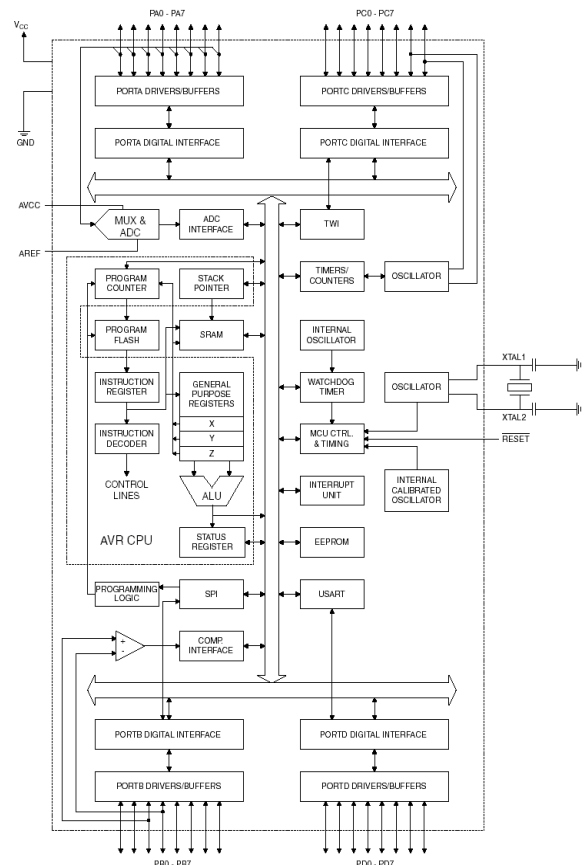 PA0 - PA7
PC0 - PC7
VCC
PORTA DRIVERS/BUFFERS
PORTC DRIVERS/BUFFERS
GND
PORTA DIGITAL INTERFACE
PORTC DIGITAL INTERFACE
AVCC
MUX &
ADC
ADC
INTERFACE
TWI
AREF
PROGRAM
COUNTER
STACK
POINTER
TIMERS/
COUNTERS
OSCILLATOR
PROGRAM
FLASH
SRAM
INTERNAL
OSCILLATOR
XTAL1
INSTRUCTION
REGISTER
GENERAL
PURPOSE
REGISTERS
WATCHDOG
TIMER
OSCILLATOR
XTAL2
X
INSTRUCTION
DECODER
Y
MCU CTRL.
& TIMING
RESET
Z
CONTROL
LINES
ALU
INTERRUPT
UNIT
INTERNAL
CALIBRATED
OSCILLATOR
AVR CPU
STATUS
REGISTER
EEPROM
PROGRAMMING
LOGIC
SPI
USART
+
-
COMP.
INTERFACE
PORTB DIGITAL INTERFACE
PORTD DIGITAL INTERFACE
PORTB DRIVERS/BUFFERS
PORTD DRIVERS/BUFFERS
PB0 - PB7
PD0 - PD7